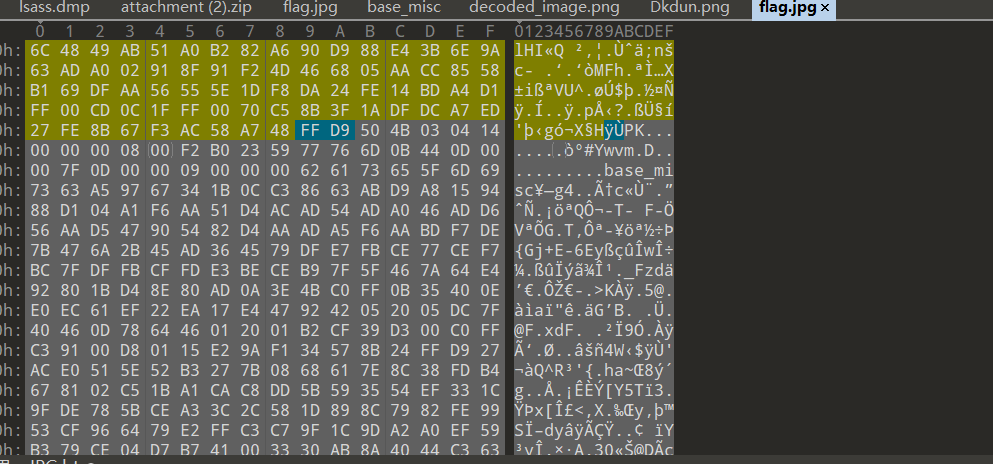 lsass.dmp attachment (2).zip flag.jpg base_misc decoded_image.png Dkdun.png flag.jpg ×
0 1 2 3 4 5 6 7 8 9 A B C D E F 0123456789ABCDEF
0h: 6C 48 49 AB 51 A0 B2 82 A6 90 D9 88 E4 3B 6E 9A lHI«Q ²‚¦.Ùˆä;nš
0h: 63 AD A0 02 91 8F 91 F2 4D 46 68 05 AA CC 85 58 c­ .‘.‘òMFh.ªÌ…X
0h: B1 69 DF AA 56 55 5E 1D F8 DA 24 FE 14 BD A4 D1 ±ißªVU^.øÚ$þ.½¤Ñ
0h: FF 00 CD 0C 1F FF 00 70 C5 8B 3F 1A DF DC A7 ED ÿ.Í..ÿ.pÅ‹?.ßÜ§í
0h: 27 FE 8B 67 F3 AC 58 A7 48 FF D9 50 4B 03 04 14 'þ‹gó¬X§HÿÙPK...
0h: 00 00 00 08 00 F2 B0 23 59 77 76 6D 0B 44 0D 00 .....ò°#Ywvm.D..
0h: 00 7F 0D 00 00 09 00 00 00 62 61 73 65 5F 6D 69 .........base_mi
0h: 73 63 A5 97 67 34 1B 0C C3 86 63 AB D9 A8 15 94 sc¥—g4..Ã†c«Ù¨.”
0h: 88 D1 04 A1 F6 AA 51 D4 AC AD 54 AD A0 46 AD D6 ˆÑ.¡öªQÔ¬-T- F-Ö
0h: 56 AA D5 47 90 54 82 D4 AA AD A5 F6 AA BD F7 DE VªÕG.T‚Ôª-¥öª½÷Þ
0h: 7B 47 6A 2B 45 AD 36 45 79 DF E7 FB CE 77 CE F7 {Gj+E-6EyßçûÎwÎ÷
0h: BC 7F DF FB CF FD E3 BE CE B9 7F 5F 46 7A 64 E4 ¼.ßûÏýã¾Î¹._Fzdä
0h: 92 80 1B D4 8E 80 AD 0A 3E 4B C0 FF 0B 35 40 0E ’€.ÔŽ€-.>KÀÿ.5@.
0h: E0 EC 61 EF 22 EA 17 E4 47 92 42 05 20 05 DC 7F àìaï"ê.äG’B. .Ü.
0h: 40 46 0D 78 64 46 01 20 01 B2 CF 39 D3 00 C0 FF @F.xdF. .²Ï9Ó.Àÿ
0h: C3 91 00 D8 01 15 E2 9A F1 34 57 8B 24 FF D9 27 Ã‘.Ø..âšñ4W‹$ÿÙ'
0h: AC E0 51 5E 52 B3 27 7B 08 68 61 7E 8C 38 FD B4 ¬àQ^R³'{.ha~Œ8ý´
0h: 67 81 02 C5 1B A1 CA C8 DD 5B 59 35 54 EF 33 1C g..Å.¡ÊÈÝ[Y5Tï3.
0h: 9F DE 78 5B CE A3 3C 2C 58 1D 89 8C 79 82 FE 99 ŸÞx[Î£<,X.‰Œy‚þ™
0h: 53 CF 96 64 79 E2 FF C3 C7 9F 1C 9D A2 A0 EF 59 SÏ–dyâÿÃÇŸ..¢ ïY
0h: B3 79 CE 04 D7 B7 41 00 33 30 AB 8A 40 44 C3 63 ³yÎ.×·A.30«Š@DÃc